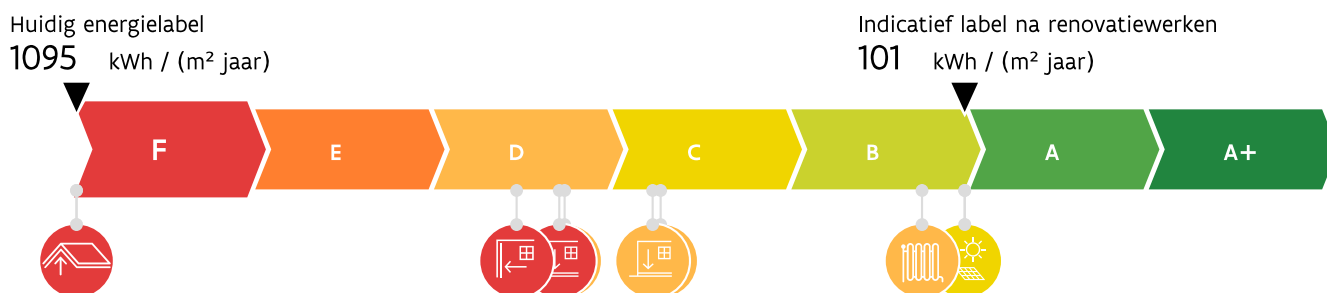 Huidig energielabel
1095 kWh / (m² jaar)
Indicatief label na renovatiewerken
101 kWh / (m² jaar)
F E D C B A A+